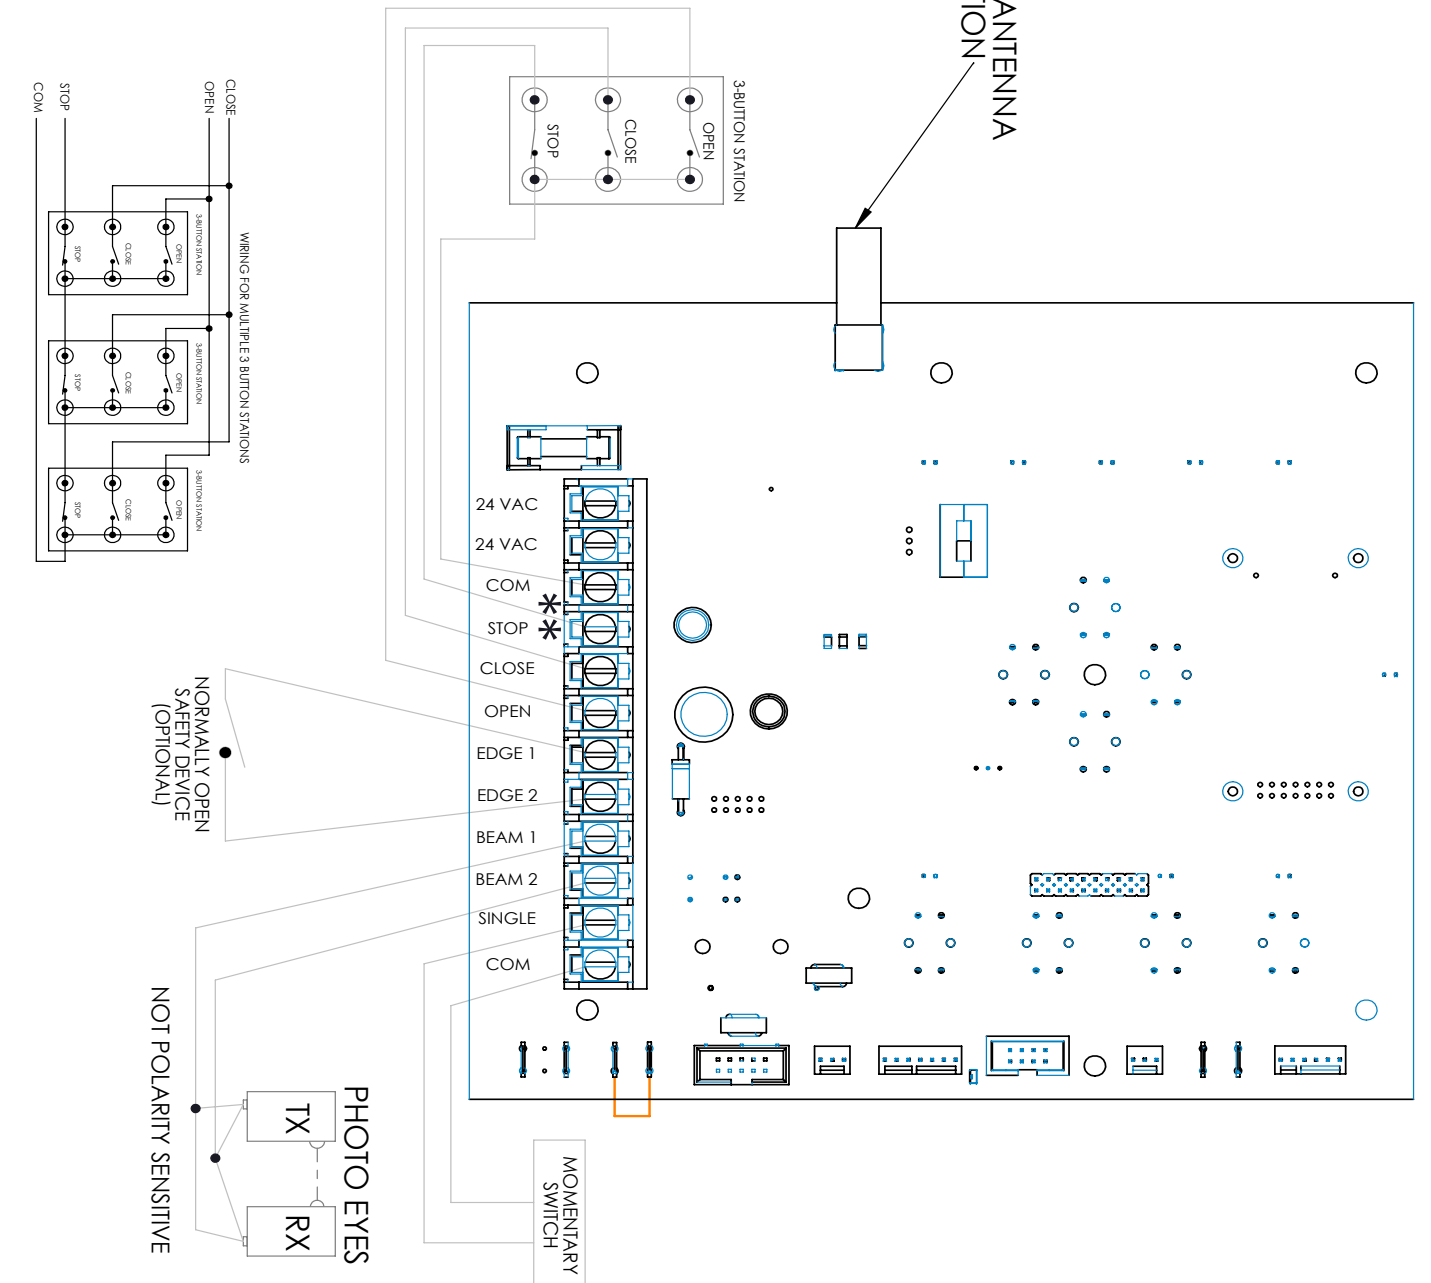 ANTENNA
TION
3-BUTTON STATION
OPEN
CLOSE
STOP
CLOSE
OPEN
STOP
COM
WIRING FOR MULTIPLE 3 BUTTON STATIONS
3-BUTTON STATION
OPEN
CLOSE
STOP
3-BUTTON STATION
OPEN
CLOSE
STOP
3-BUTTON STATION
OPEN
CLOSE
STOP
24 VAC
24 VAC
COM
*
STOP *
CLOSE
OPEN
EDGE 1
EDGE 2
BEAM 1
BEAM 2
SINGLE
COM
NORMALLY OPEN
SAFETY DEVICE
(OPTIONAL)
PHOTO EYES
TX
RX
NOT POLARITY SENSITIVE
MOMENTARY
SWITCH